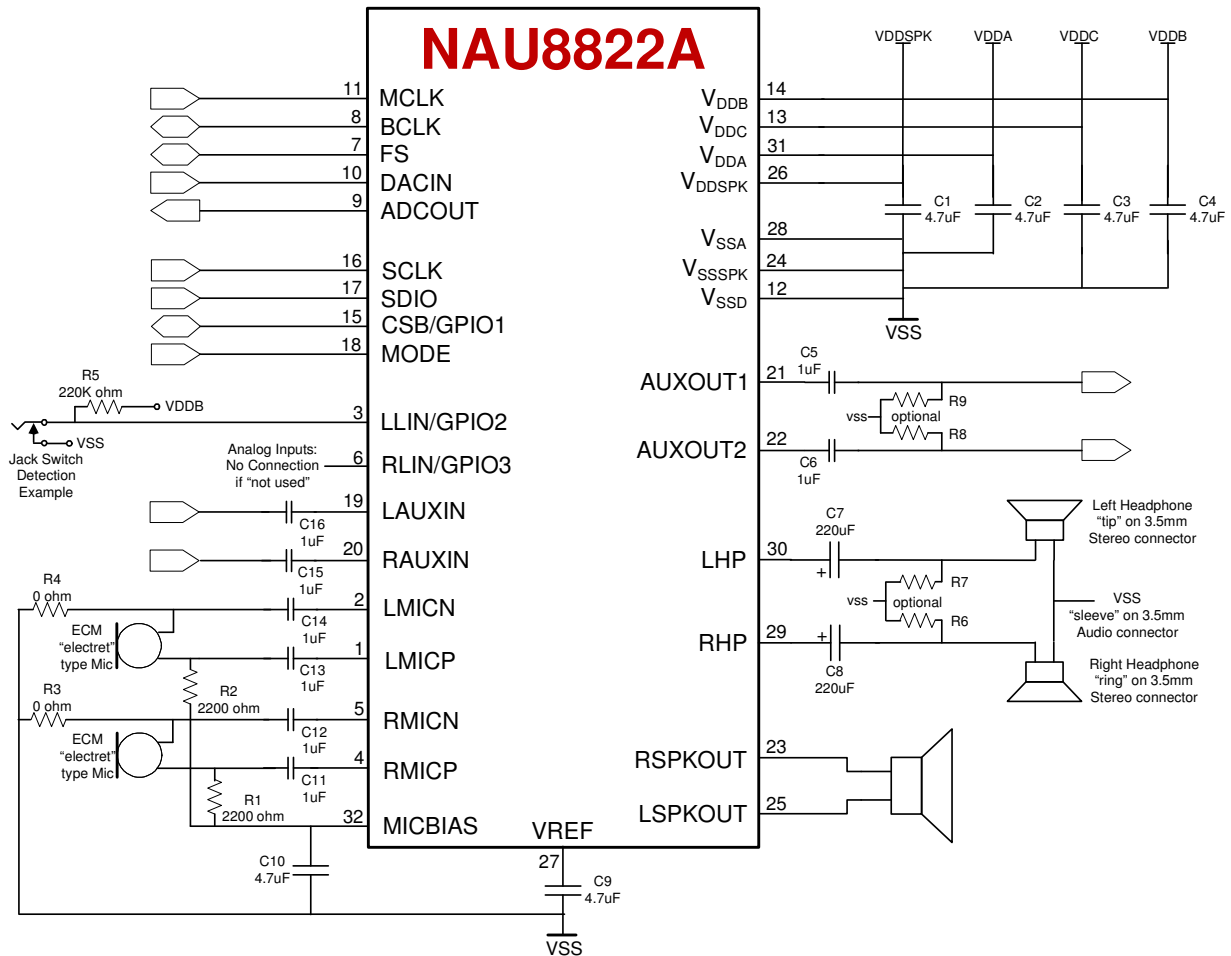 NAU8822A
VDDSPK VDDA VDDC VDDB
11 MCLK
8 BCLK
7 FS
10 DACIN
9 ADCOUT
16 SCLK
17 SDIO
15 CSB/GPIO1
18 MODE
R5
220K ohm
VDDB
3 LLIN/GPIO2
VSS
Jack Switch
Detection
Example
Analog Inputs:
No Connection
if “not used”
6 RLIN/GPIO3
19 LAUXIN
C16
1uF
20 RAUXIN
C15
1uF
R4
0 ohm
2 LMICN
C14
1uF
ECM
“electret”
type Mic
1 LMICP
C13
1uF
R2
2200 ohm
R3
0 ohm
5 RMICN
C12
1uF
ECM
“electret”
type Mic
4 RMICP
C11
1uF
R1
2200 ohm
32 MICBIAS
C10
4.7uF
VREF
27
C9
4.7uF
VSS
VDDB 14
VDDC 13
VDDA 31
VDDSPK 26
C1
4.7uF
C2
4.7uF
C3
4.7uF
C4
4.7uF
VSSA 28
VSSSPK 24
VSSD 12
VSS
AUXOUT1 21
C5
1uF
R9
vss optional
R8
AUXOUT2 22
C6
1uF
LHP 30
C7
220uF
+
Left Headphone
“tip” on 3.5mm
Stereo connector
R7
vss optional
R6
VSS
“sleeve” on 3.5mm
Audio connector
RHP 29
+
C8
220uF
Right Headphone
“ring” on 3.5mm
Stereo connector
RSPKOUT 23
LSPKOUT 25